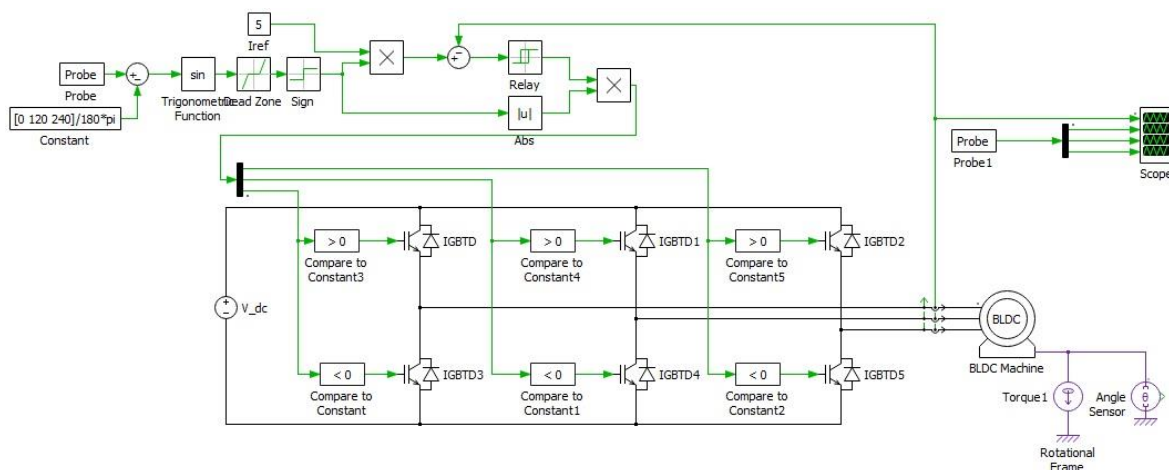 5
Iref
Probe
Probe
sin
Trigonometric
Function
Dead Zone
Sign
Relay
|u|
Abs
[0 120 240]/180*pi
Constant
Probe
Probe1
Scope
> 0
Compare to
Constant3
IGBTD
> 0
Compare to
Constant4
IGBTD1
> 0
Compare to
Constant5
IGBTD2
V_dc
BLDC
BLDC Machine
< 0
Compare to
Constant
IGBTD3
< 0
Compare to
Constant1
IGBTD4
< 0
Compare to
Constant2
IGBTD5
Torque1
Angle
Sensor
θ
Rotational
Frame